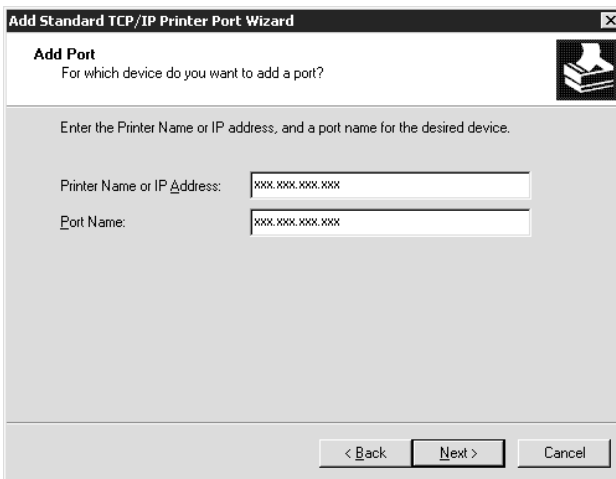 Add Standard TCP/IP Printer Port Wizard
Add Port
For which device do you want to add a port?
Enter the Printer Name or IP address, and a port name for the desired device.
Printer Name or IP Address: xxx.xxx.xxx.xxx
Port Name: xxx.xxx.xxx.xxx
< Back Next > Cancel